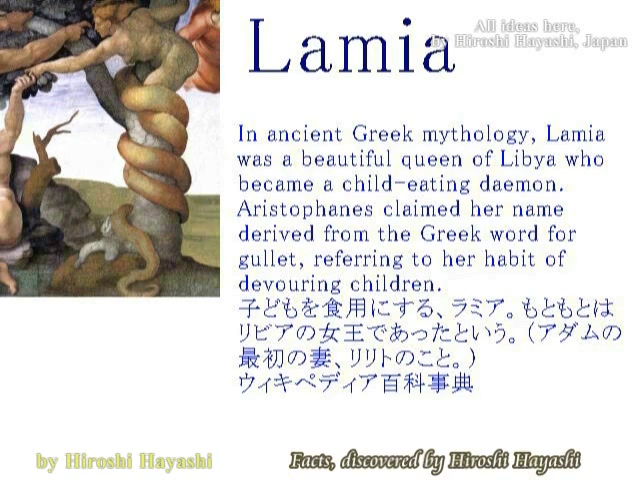 All ideas here,
by Hiroshi Hayashi, Japan
Lamia
In ancient Greek mythology, Lamia
was a beautiful queen of Libya who
became a child-eating daemon.
Aristophanes claimed her name
derived from the Greek word for
gullet, referring to her habit of
devouring children.
子どもを食用にする、ラミア。もともとは
リビアの女王であったという。（アダムの
最初の妻、リリトのこと。）
ウィキペディア百科事典
by Hiroshi Hayashi
Facts, discovered by Hiroshi Hayashi